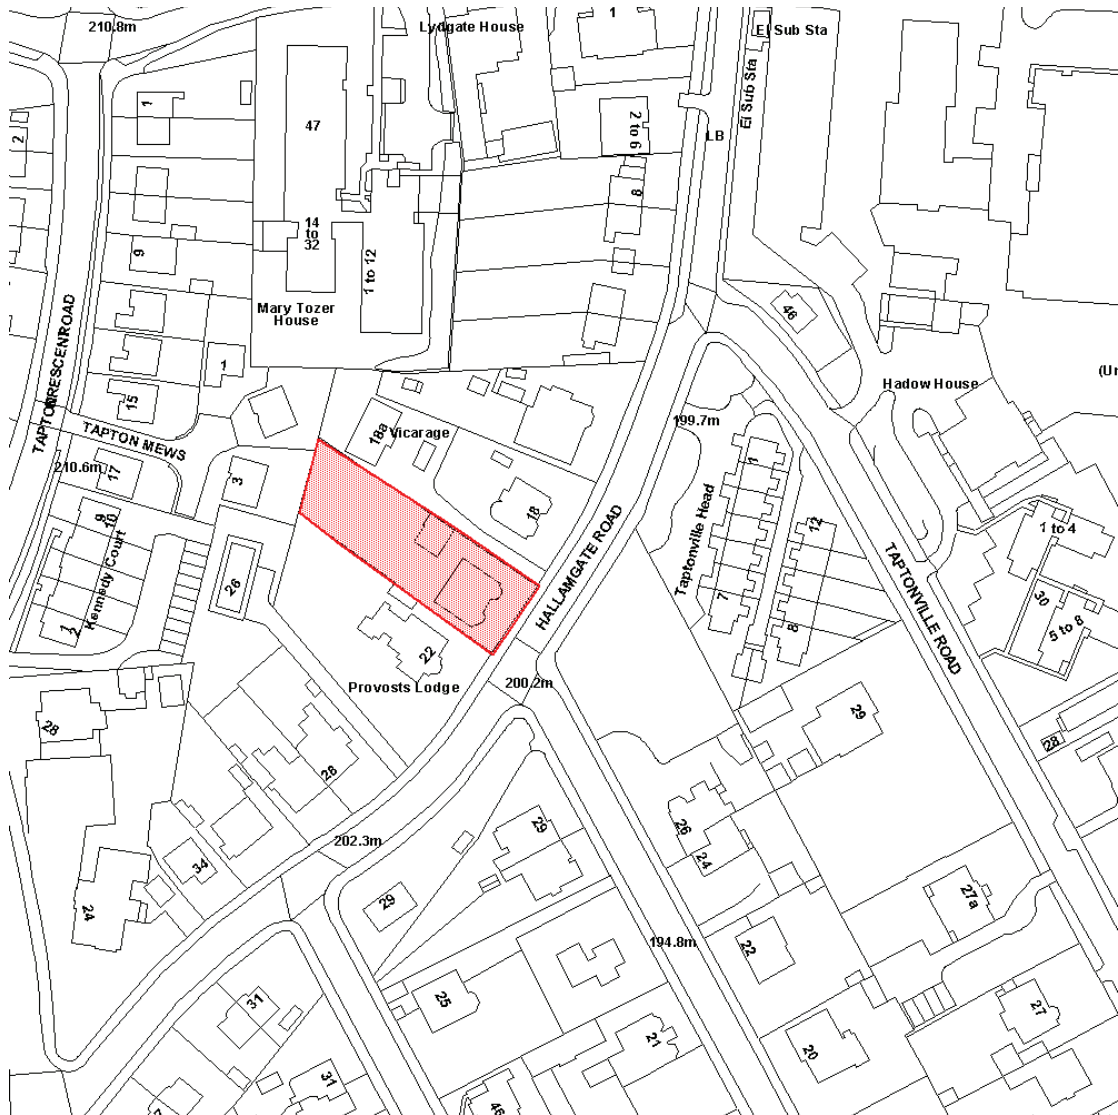 210.8m
Lydgate House
1
El Sub Sta
El Sub Sta
1
2
47
2 to 6
LB
8
14
to
32
9
1 to 12
Mary Tozer
House
46
TAPTON CRESCENT ROAD
1
15
Hadow House
(Un
TAPTON MEWS
18a
Vicarage
199.7m
210.6m
17
3
1
9
10
18
12
HALLAMGATE ROAD
Taptonville Head
1 to 4
Kennedy Court
26
TAPTONVILLE ROAD
7
30
1
2
8
5 to 8
22
Provosts Lodge
200.2m
28
29
28
26
202.3m
29
26
24
34
24
29
27a
194.8m
22
25
31
27
21
20
31
46